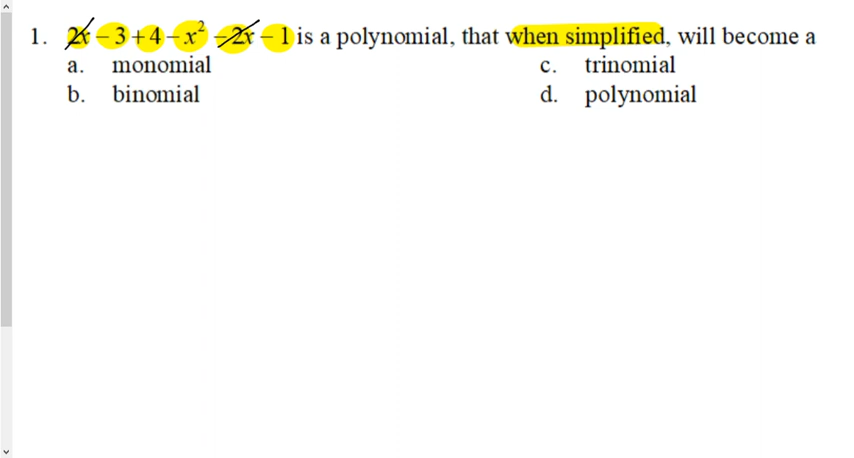 1. 2x – 3 + 4 – x² – 2x – 1 is a polynomial, that when simplified, will become a
a. monomial c. trinomial
b. binomial d. polynomial